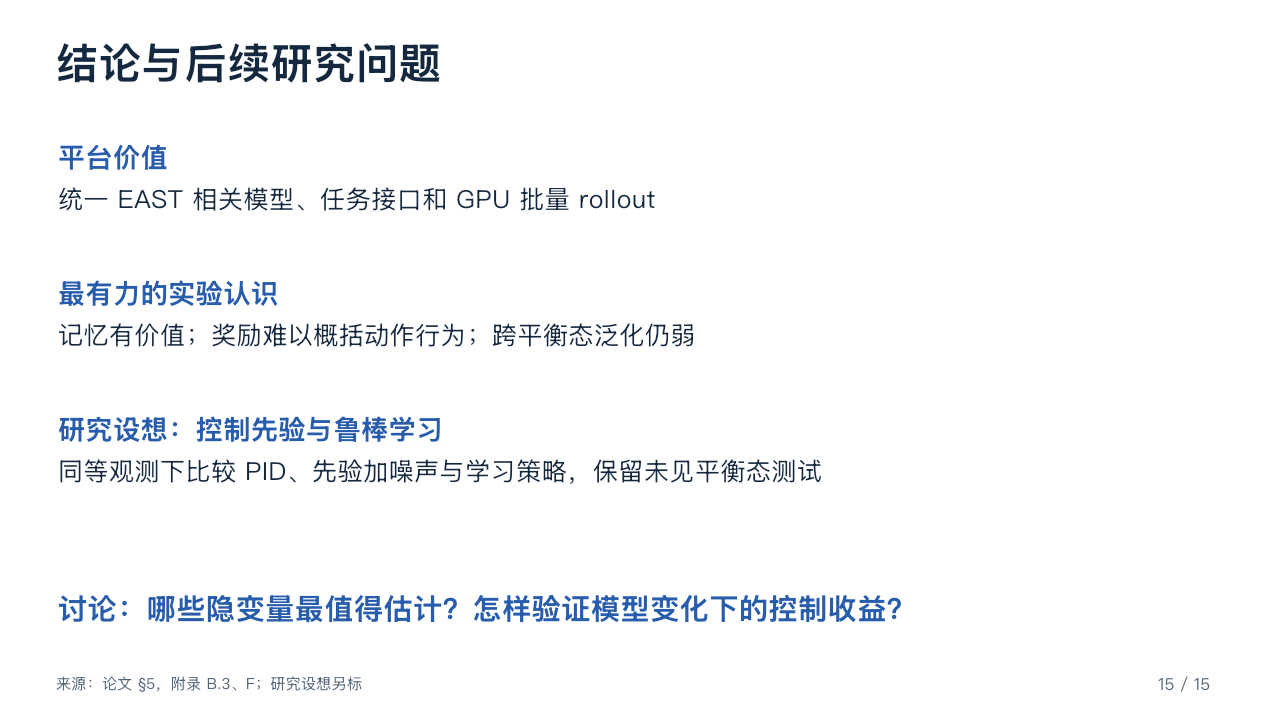 结论与后续研究问题
平台价值
统一 EAST 相关模型、任务接口和 GPU 批量 rollout
最有力的实验认识
记忆有价值；奖励难以概括动作行为；跨平衡态泛化仍弱
研究设想：控制先验与鲁棒学习
同等观测下比较 PID、先验加噪声与学习策略，保留未见平衡态测试
讨论：哪些隐变量最值得估计？怎样验证模型变化下的控制收益？
来源：论文 §5，附录 B.3、F；研究设想另标
15 / 15